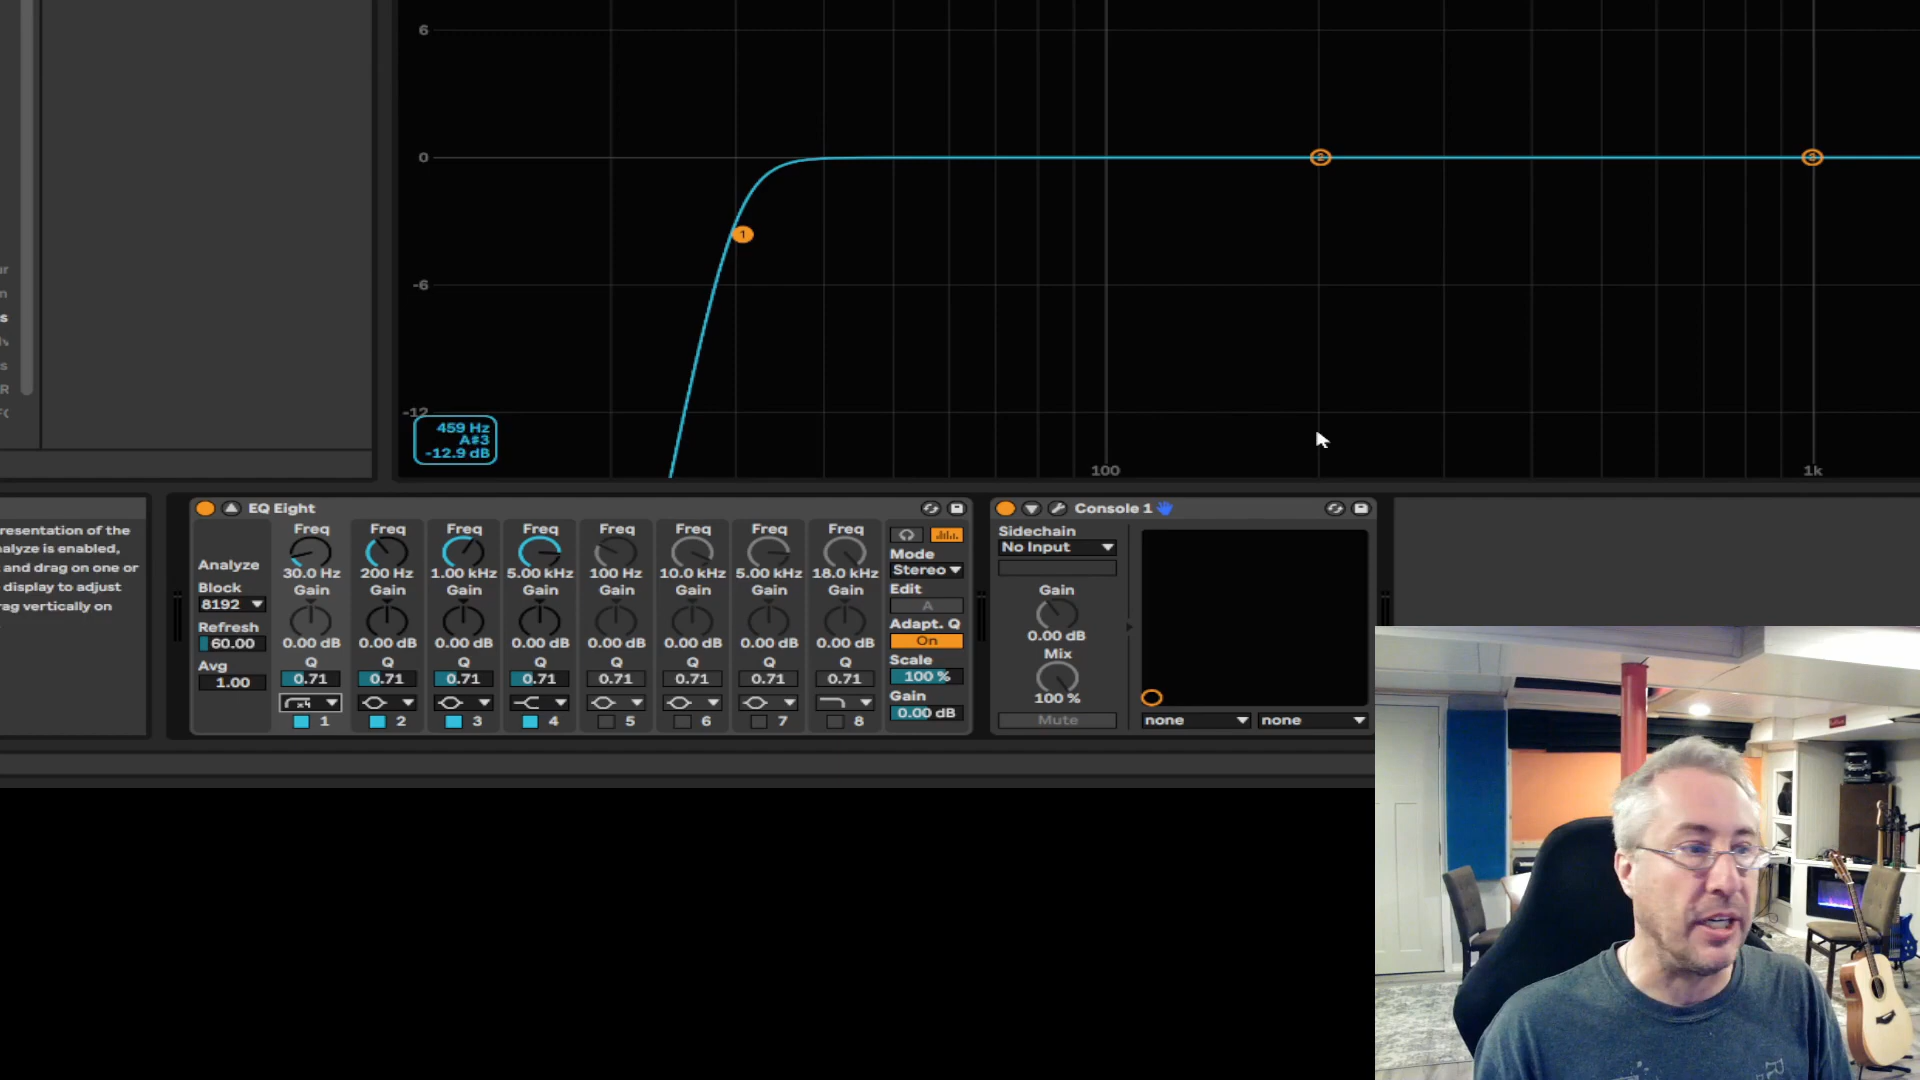 6
0
-6
-12
1
2
3
459 Hz
A#3
-12.9 dB
100
1k
resentation of the
alyze is enabled,
and drag on one or
display to adjust
ag vertically on
EQ Eight
Analyze
Block
8192
Refresh
60.00
Avg
1.00
Freq Freq Freq Freq Freq Freq Freq Freq
30.0 Hz 200 Hz 1.00 kHz 5.00 kHz 100 Hz 10.0 kHz 5.00 kHz 18.0 kHz
Gain Gain Gain Gain Gain Gain Gain Gain
0.00 dB 0.00 dB 0.00 dB 0.00 dB 0.00 dB 0.00 dB 0.00 dB 0.00 dB
Q Q Q Q Q Q Q Q
0.71 0.71 0.71 0.71 0.71 0.71 0.71 0.71
x4
1 2 3 4 5 6 7 8
Mode
Stereo
Edit
A
Adapt. Q
On
Scale
100 %
Gain
0.00 dB
Console 1
Sidechain
No Input
Gain
0.00 dB
Mix
100 %
Mute
none none